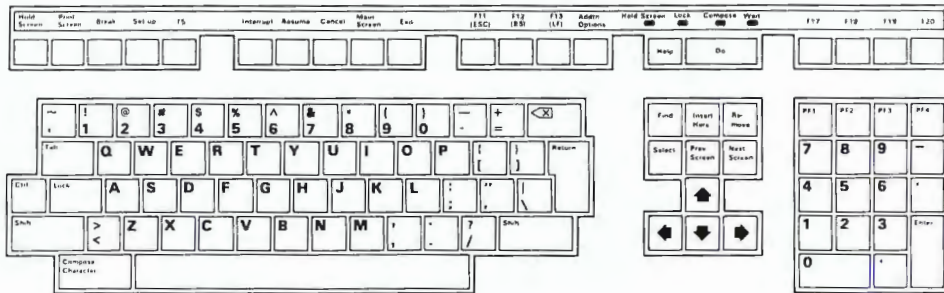 Hold Screen Print Screen Break Set up F5 Interrupt Resume Cancel Main Screen Exit F11 (ESC) F12 (BS) F13 (LF) Addtn Options Hold Screen Lock Compose Wait F17 F18 F19 F20
Help Do
~ ! @ # $ % ^ & * ( ) — +
1 2 3 4 5 6 7 8 9 0 - = ⌫
Find Insert Here Re-move
PF1 PF2 PF3 PF4
Tab Q W E R T Y U I O P { [ } ] Return
Select Prev Screen Next Screen
7 8 9 –
Ctrl Lock A S D F G H J K L : ; " ' | \
4 5 6 ,
Shift > < Z X C V B N M , , . . ? / Shift
1 2 3 Enter
Compose Character
0 .